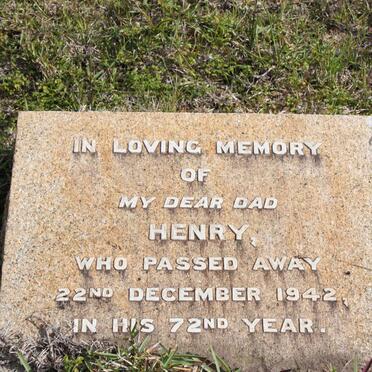 IN LOVING MEMORY
OF
MY DEAR DAD
HENRY,
WHO PASSED AWAY
22ND DECEMBER 1942,
IN HIS 72ND YEAR.